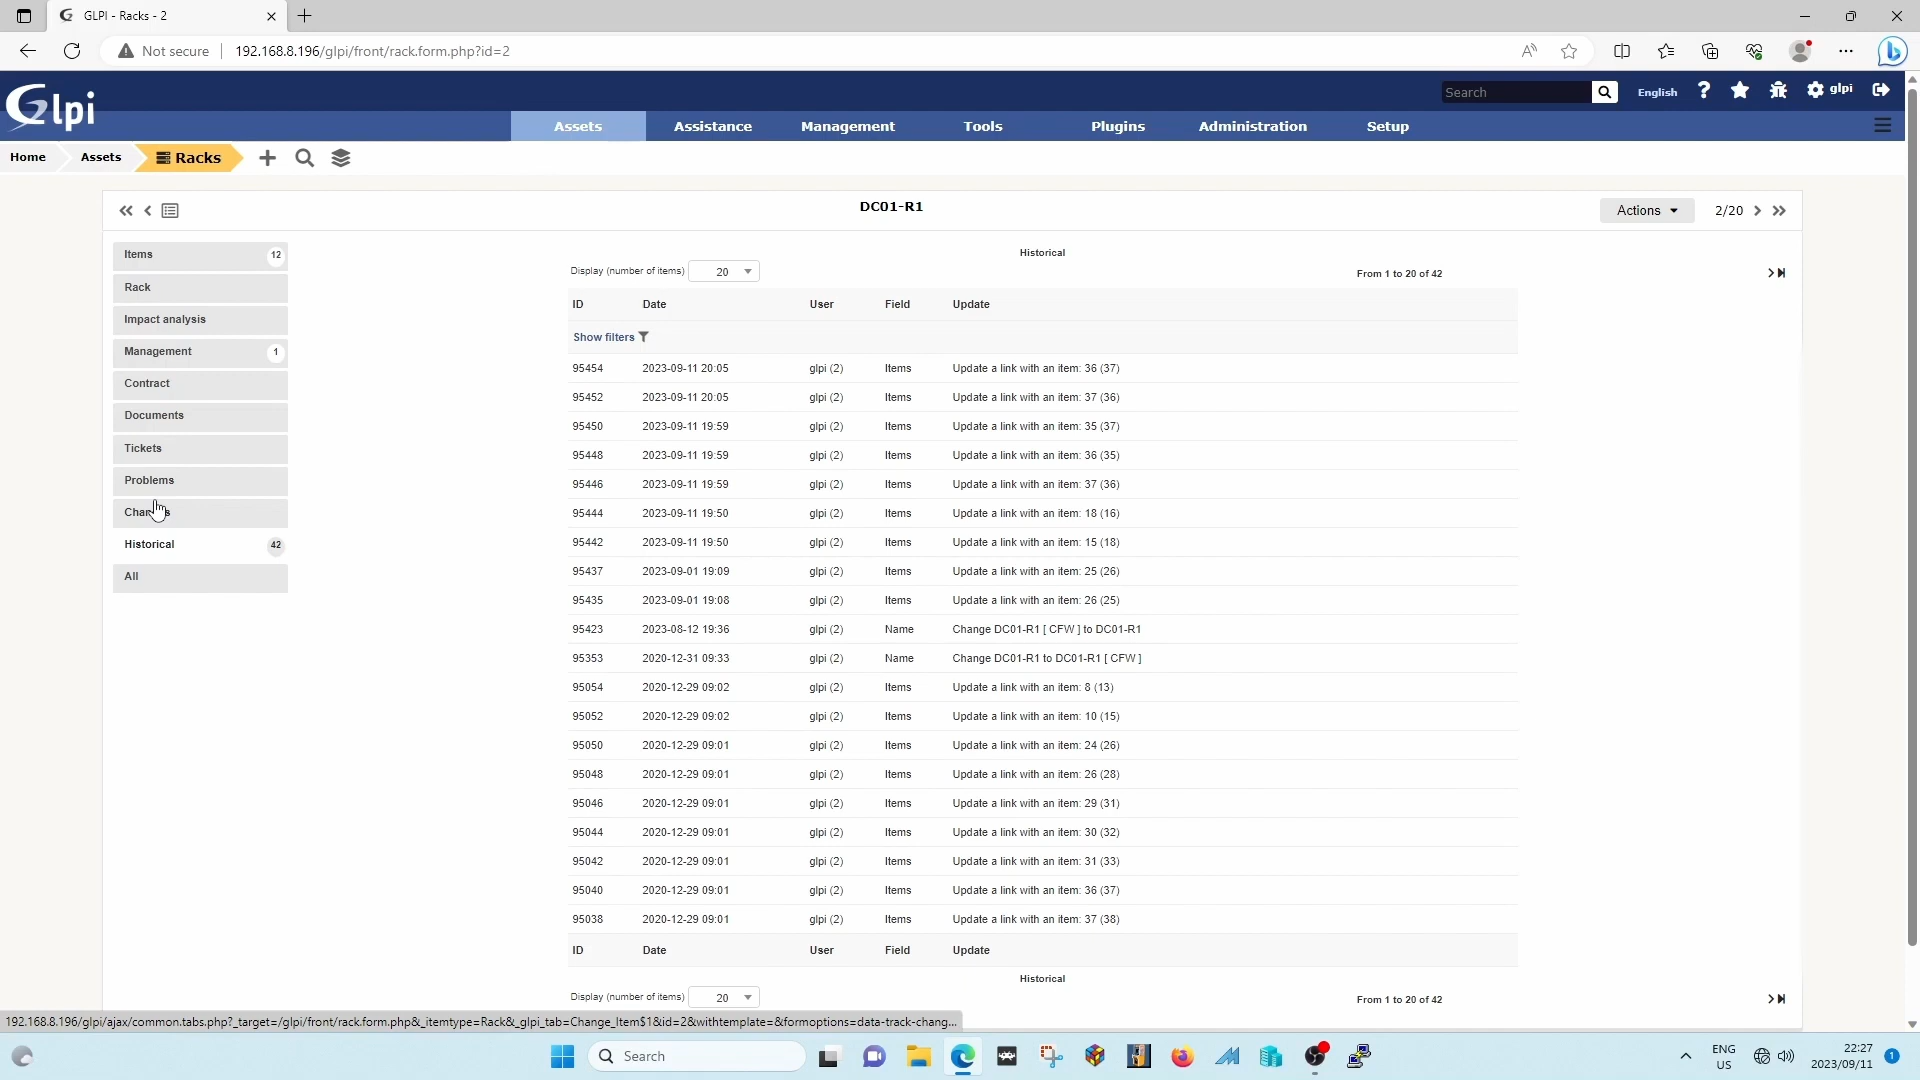 GLPI - Racks - 2
Not secure 192.168.8.196/glpi/front/rack.form.php?id=2
Glpi
Search English ? glpi
Assets Assistance Management Tools Plugins Administration Setup
Home Assets Racks
DC01-R1 Actions 2/20
Items 12
Rack
Impact analysis
Management 1
Contract
Documents
Tickets
Problems
Historical 42
All
Historical
Display (number of items) 20 From 1 to 20 of 42
ID Date User Field Update
Show filters
95454 2023-09-11 20:05 glpi (2) Items Update a link with an item: 36 (37)
95452 2023-09-11 20:05 glpi (2) Items Update a link with an item: 37 (36)
95450 2023-09-11 19:59 glpi (2) Items Update a link with an item: 35 (37)
95448 2023-09-11 19:59 glpi (2) Items Update a link with an item: 36 (35)
95446 2023-09-11 19:59 glpi (2) Items Update a link with an item: 37 (36)
95444 2023-09-11 19:50 glpi (2) Items Update a link with an item: 18 (16)
95442 2023-09-11 19:50 glpi (2) Items Update a link with an item: 15 (18)
95437 2023-09-01 19:09 glpi (2) Items Update a link with an item: 25 (26)
95435 2023-09-01 19:08 glpi (2) Items Update a link with an item: 26 (25)
95423 2023-08-12 19:36 glpi (2) Name Change DC01-R1 [ CFW ] to DC01-R1
95353 2020-12-31 09:33 glpi (2) Name Change DC01-R1 to DC01-R1 [ CFW ]
95054 2020-12-29 09:02 glpi (2) Items Update a link with an item: 8 (13)
95052 2020-12-29 09:02 glpi (2) Items Update a link with an item: 10 (15)
95050 2020-12-29 09:01 glpi (2) Items Update a link with an item: 24 (26)
95048 2020-12-29 09:01 glpi (2) Items Update a link with an item: 26 (28)
95046 2020-12-29 09:01 glpi (2) Items Update a link with an item: 29 (31)
95044 2020-12-29 09:01 glpi (2) Items Update a link with an item: 30 (32)
95042 2020-12-29 09:01 glpi (2) Items Update a link with an item: 31 (33)
95040 2020-12-29 09:01 glpi (2) Items Update a link with an item: 36 (37)
95038 2020-12-29 09:01 glpi (2) Items Update a link with an item: 37 (38)
ID Date User Field Update
Historical
Display (number of items) 20 From 1 to 20 of 42
192.168.8.196/glpi/ajax/common.tabs.php?_target=/glpi/front/rack.form.php&_itemtype=Rack&_glpi_tab=Change_Item$1&id=2&withtemplate=&formoptions=data-track-chang...
Search
ENG
US
22:27
2023/09/11
1